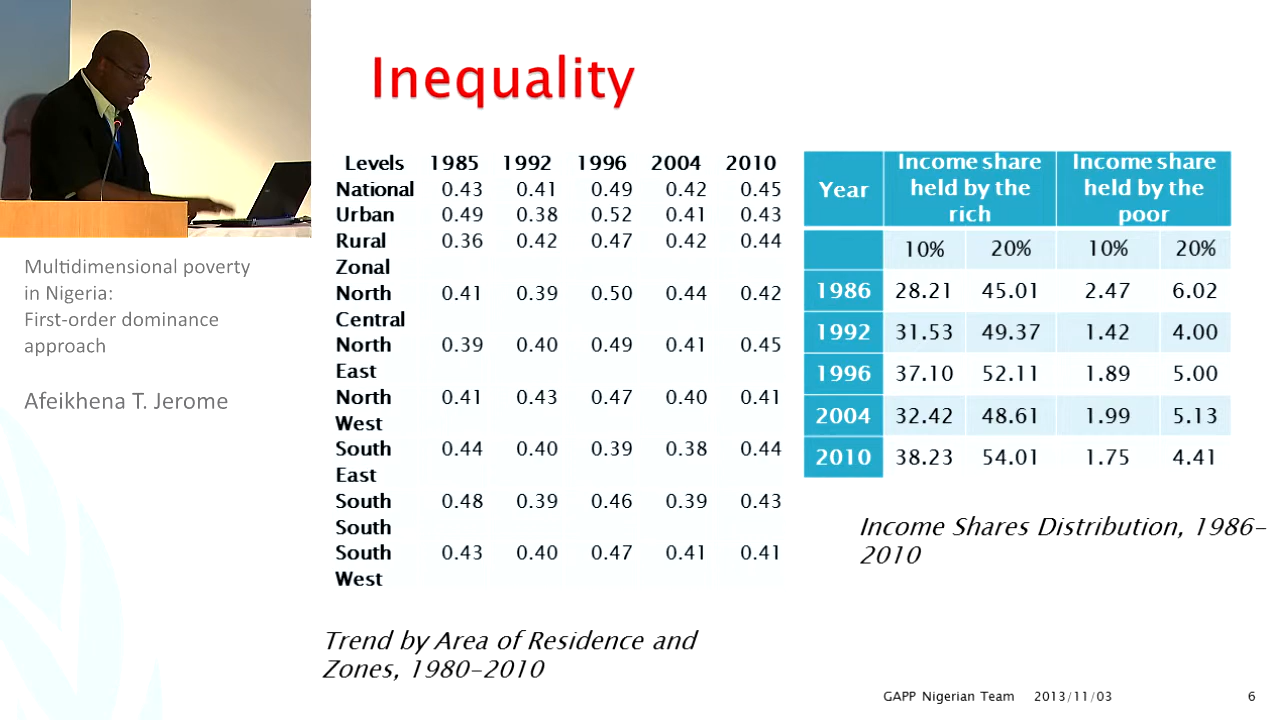 Inequality
Levels 1985 1992 1996 2004 2010
National 0.43 0.41 0.49 0.42 0.45
Urban 0.49 0.38 0.52 0.41 0.43
Rural 0.36 0.42 0.47 0.42 0.44
Zonal
North 0.41 0.39 0.50 0.44 0.42
Central
North 0.39 0.40 0.49 0.41 0.45
East
North 0.41 0.43 0.47 0.40 0.41
West
South 0.44 0.40 0.39 0.38 0.44
East
South 0.48 0.39 0.46 0.39 0.43
South
South 0.43 0.40 0.47 0.41 0.41
West
Trend by Area of Residence and
Zones, 1980-2010
Year
Income share
held by the
rich
Income share
held by the
poor
10% 20% 10% 20%
1986 28.21 45.01 2.47 6.02
1992 31.53 49.37 1.42 4.00
1996 37.10 52.11 1.89 5.00
2004 32.42 48.61 1.99 5.13
2010 38.23 54.01 1.75 4.41
Income Shares Distribution, 1986-
2010
Multidimensional poverty
in Nigeria:
First-order dominance
approach
Afeikhena T. Jerome
GAPP Nigerian Team 2013/11/03 6